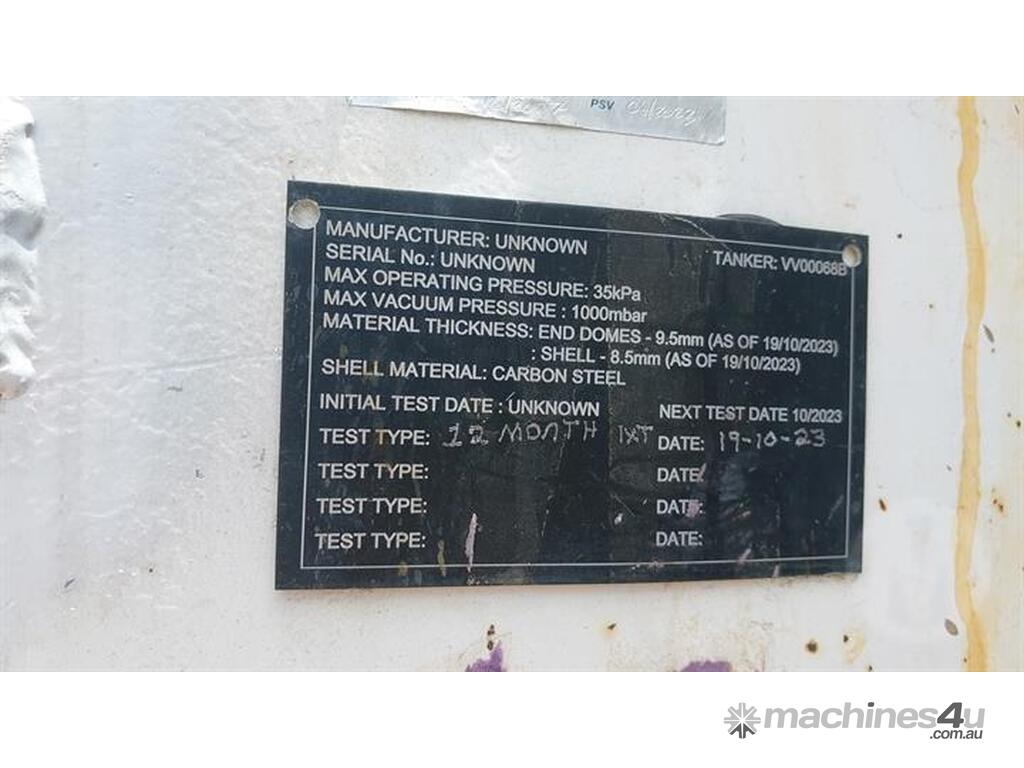 PSV 04/2023
MANUFACTURER: UNKNOWN
SERIAL No.: UNKNOWN TANKER: VV00068B
MAX OPERATING PRESSURE: 35kPa
MAX VACUUM PRESSURE : 1000mbar
MATERIAL THICKNESS: END DOMES - 9.5mm (AS OF 19/10/2023)
: SHELL - 8.5mm (AS OF 19/10/2023)
SHELL MATERIAL: CARBON STEEL
INITIAL TEST DATE : UNKNOWN NEXT TEST DATE 10/2023
TEST TYPE: 12 MONTH IXT DATE: 19-10-23
TEST TYPE: DATE:
TEST TYPE: DATE:
TEST TYPE: DATE:
machines4u
.com.au